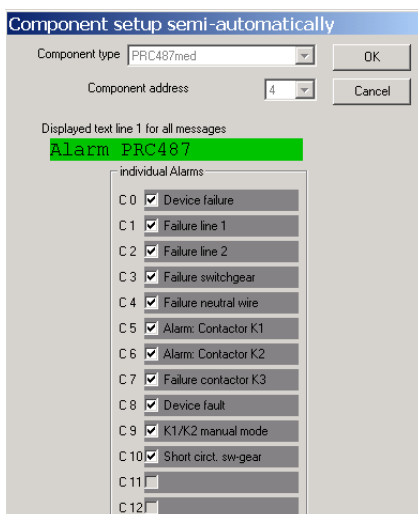 Component setup semi-automatically
Component type PRC487med OK
Component address 4 Cancel
Displayed text line 1 for all messages
Alarm PRC487
individual Alarms
C 0 Device failure
C 1 Failure line 1
C 2 Failure line 2
C 3 Failure switchgear
C 4 Failure neutral wire
C 5 Alarm: Contactor K1
C 6 Alarm: Contactor K2
C 7 Failure contactor K3
C 8 Device fault
C 9 K1/K2 manual mode
C 10 Short circt. sw-gear
C 11
C 12